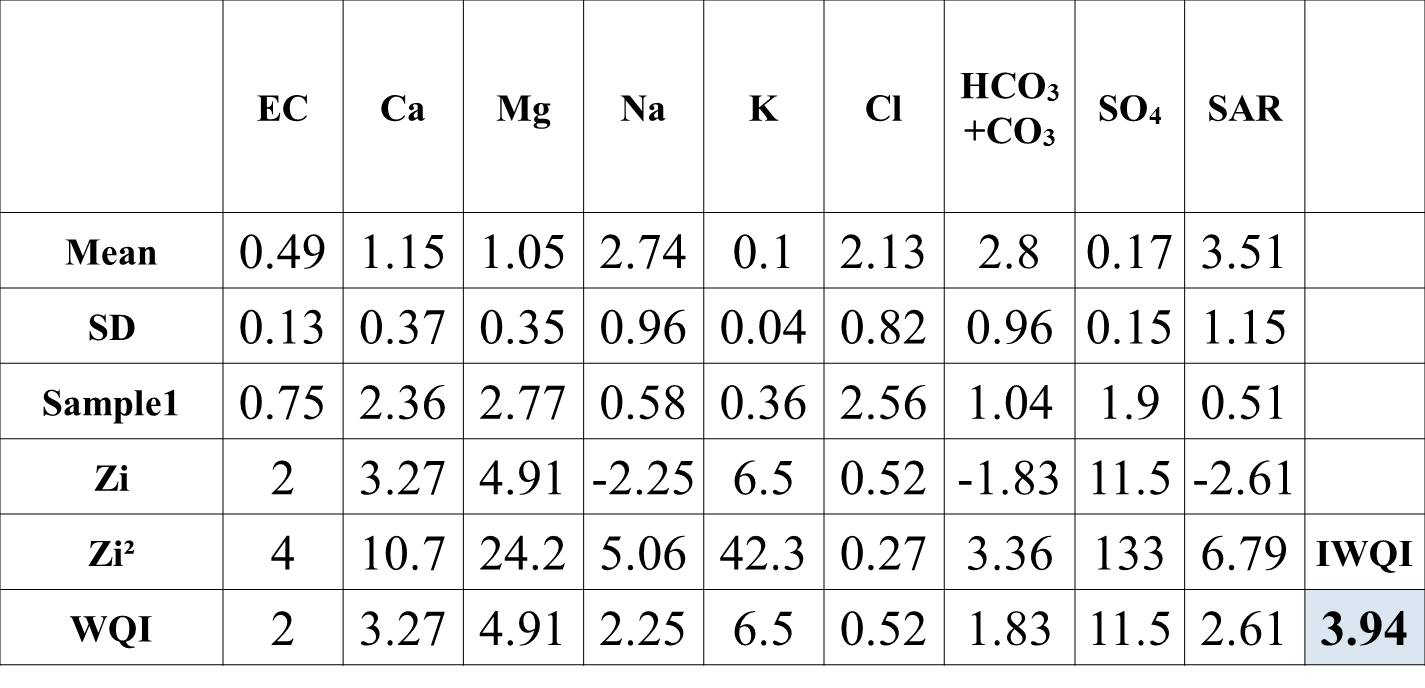 EC Ca Mg Na K Cl HCO₃ +CO₃ SO₄ SAR
Mean 0.49 1.15 1.05 2.74 0.1 2.13 2.8 0.17 3.51
SD 0.13 0.37 0.35 0.96 0.04 0.82 0.96 0.15 1.15
Sample1 0.75 2.36 2.77 0.58 0.36 2.56 1.04 1.9 0.51
Zi 2 3.27 4.91 -2.25 6.5 0.52 -1.83 11.5 -2.61
Zi² 4 10.7 24.2 5.06 42.3 0.27 3.36 133 6.79 IWQI
WQI 2 3.27 4.91 2.25 6.5 0.52 1.83 11.5 2.61 3.94